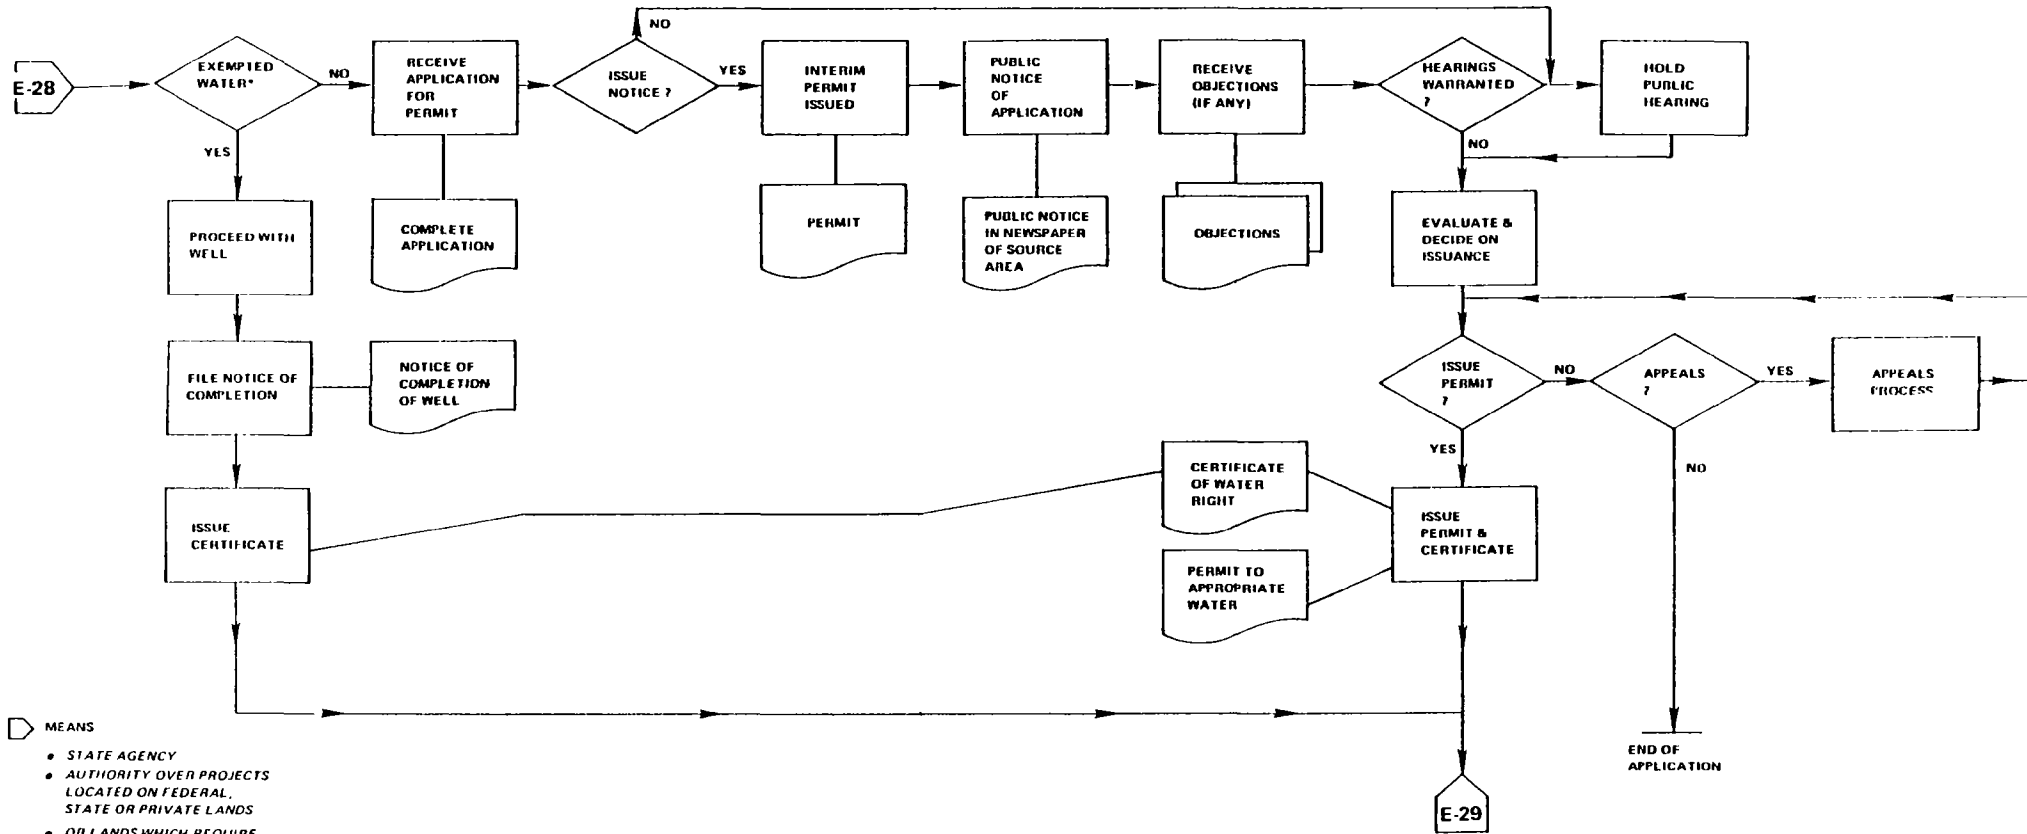 E-28
EXEMPTED
WATER*
NO
YES
RECEIVE
APPLICATION
FOR
PERMIT
COMPLETE
APPLICATION
ISSUE
NOTICE ?
NO
YES
INTERIM
PERMIT
ISSUED
PERMIT
PUBLIC
NOTICE
OF
APPLICATION
PUBLIC NOTICE
IN NEWSPAPER
OF SOURCE
AREA
RECEIVE
OBJECTIONS
(IF ANY)
OBJECTIONS
HEARINGS
WARRANTED
?
NO
HOLD
PUBLIC
HEARING
EVALUATE &
DECIDE ON
ISSUANCE
PROCEED WITH
WELL
FILE NOTICE OF
COMPLETION
NOTICE OF
COMPLETION
OF WELL
ISSUE
PERMIT
?
NO
YES
APPEALS
?
YES
NO
APPEALS
PROCESS
ISSUE
CERTIFICATE
CERTIFICATE
OF WATER
RIGHT
PERMIT TO
APPROPRIATE
WATER
ISSUE
PERMIT &
CERTIFICATE
END OF
APPLICATION
E-29
MEANS
• STATE AGENCY
• AUTHORITY OVER PROJECTS
LOCATED ON FEDERAL,
STATE OR PRIVATE LANDS
• OR LANDS WHICH REQUIRE